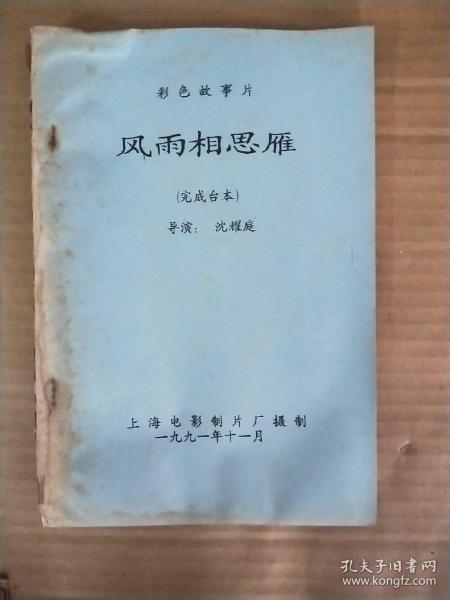 彩色故事片
风雨相思雁
(完成台本)
导演： 沈耀庭
上海电影制片厂摄制
一九九一年十一月
孔夫子旧书网
www.kongfz.com